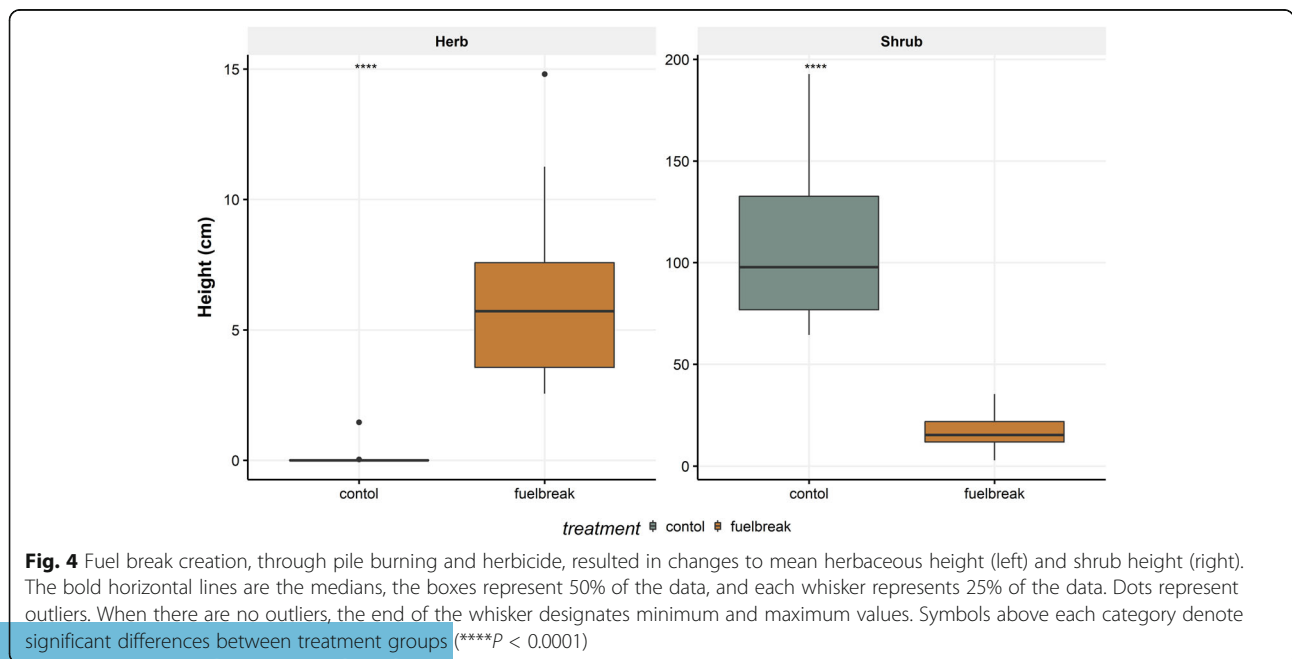 Herb
Shrub
****
****
15
10
5
0
200
150
100
50
0
Height (cm)
contol
fuelbreak
contol
fuelbreak
treatment contol fuelbreak
Fig. 4 Fuel break creation, through pile burning and herbicide, resulted in changes to mean herbaceous height (left) and shrub height (right).
The bold horizontal lines are the medians, the boxes represent 50% of the data, and each whisker represents 25% of the data. Dots represent
outliers. When there are no outliers, the end of the whisker designates minimum and maximum values. Symbols above each category denote
significant differences between treatment groups (****P < 0.0001)